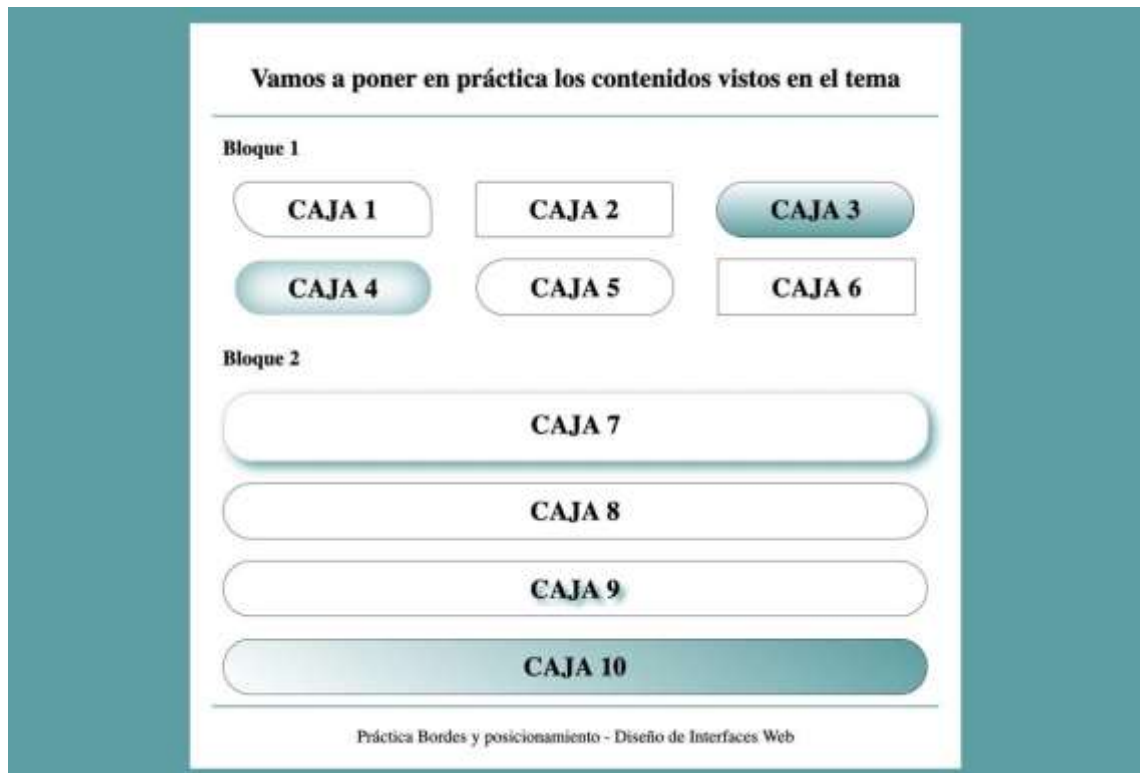 Vamos a poner en práctica los contenidos vistos en el tema
Bloque 1
CAJA 1
CAJA 2
CAJA 3
CAJA 4
CAJA 5
CAJA 6
Bloque 2
CAJA 7
CAJA 8
CAJA 9
CAJA 10
Práctica Bordes y posicionamiento - Diseño de Interfaces Web